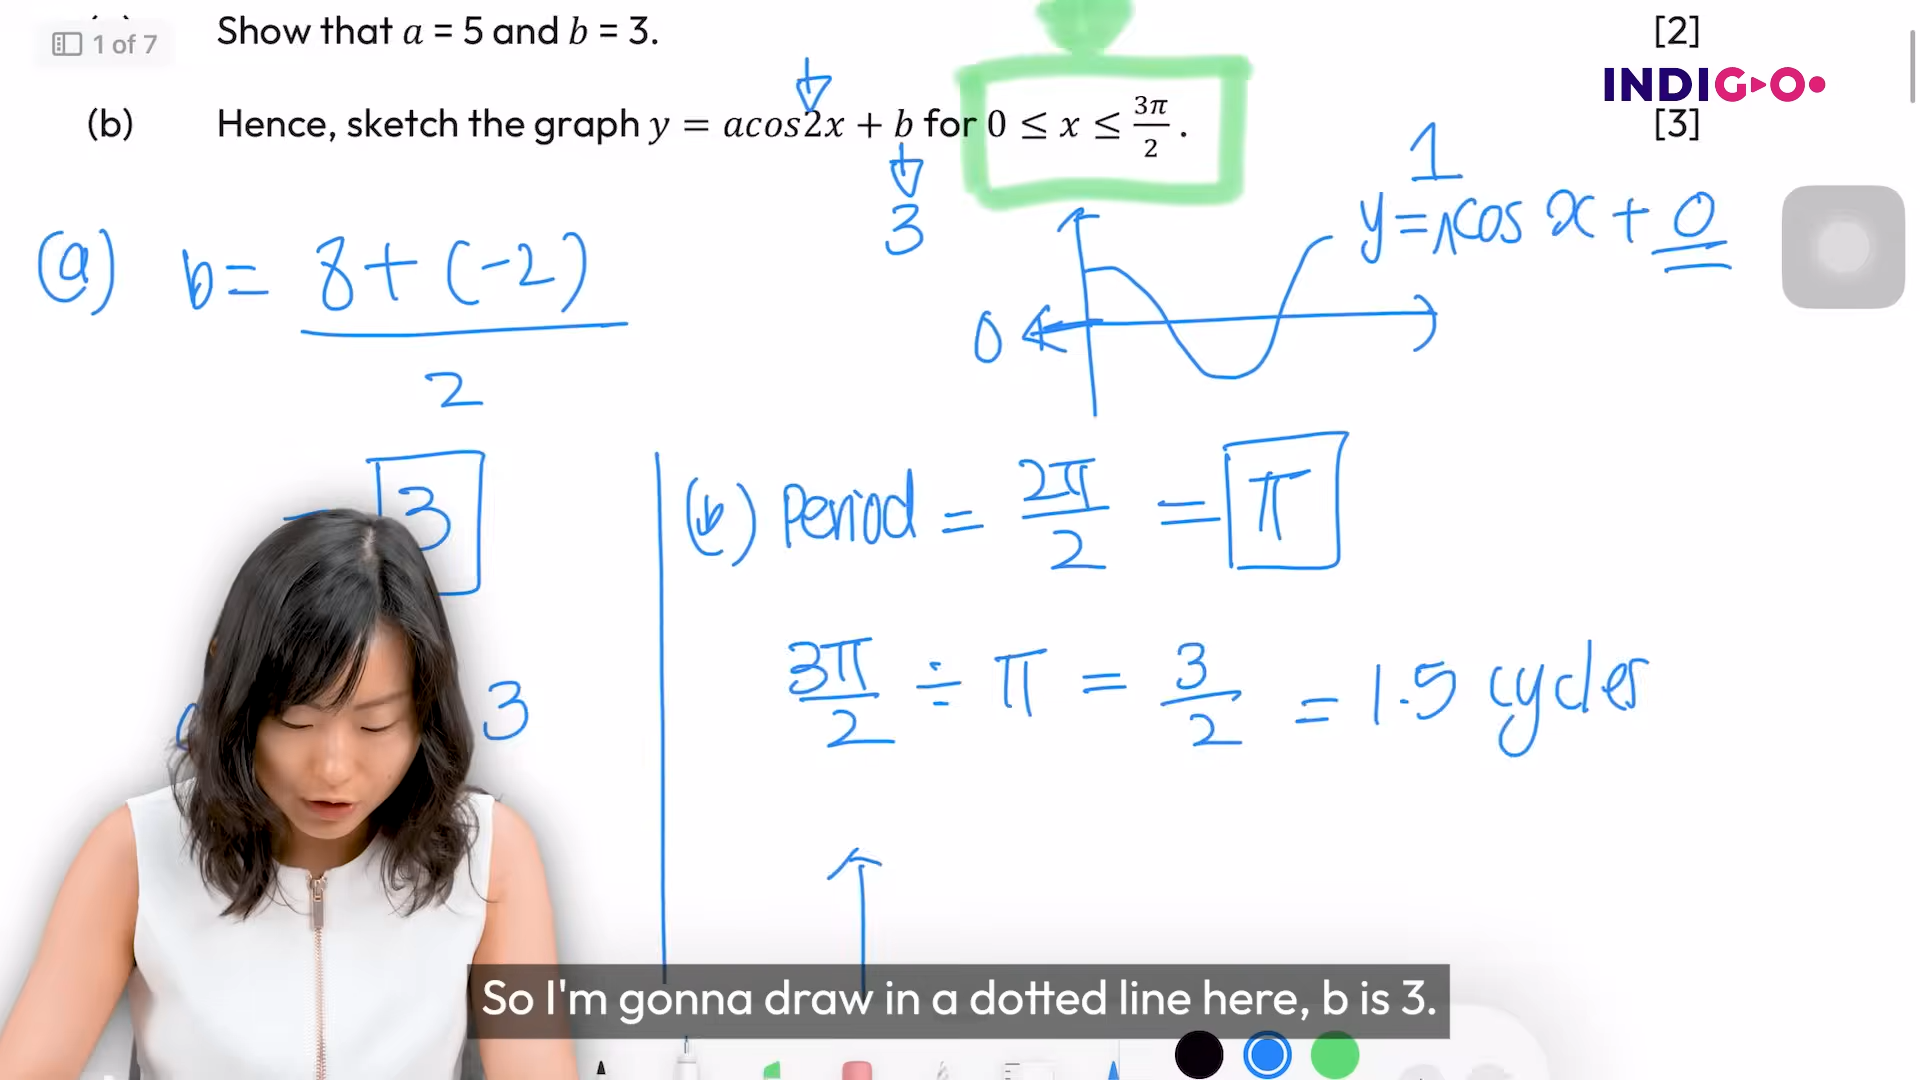 1 of 7
Show that a = 5 and b = 3. [2]
INDIGO
(b) Hence, sketch the graph y = acos2x + b for 0 ≤ x ≤ 3π/2 . [3]
3
1
y = 1cos x + 0
(a) b = 8 + (-2) / 2
0
= 3
(b) Period = 2π/2 = π
3π/2 ÷ π = 3/2 = 1.5 cycles
3
So I'm gonna draw in a dotted line here, b is 3.